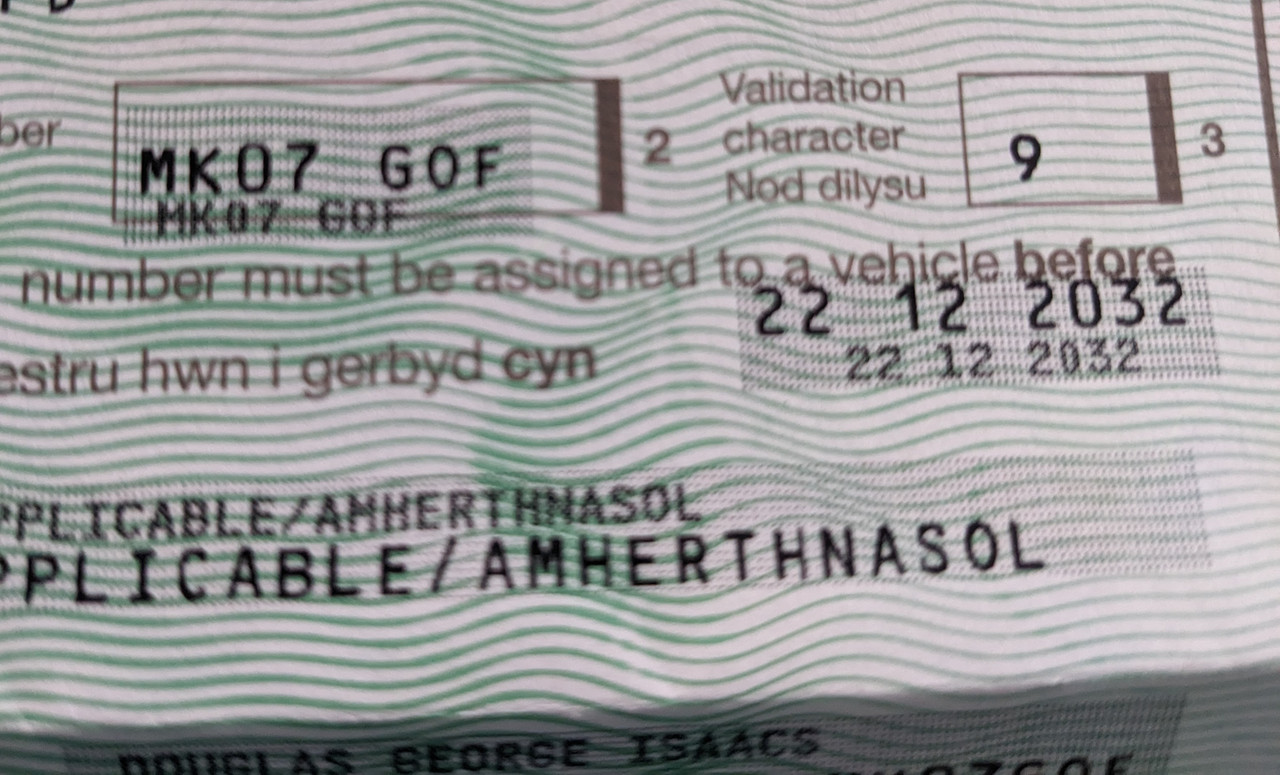 ber MK07 GOF 2 Validation character Nod dilysu 9 3
MK07 GOF
number must be assigned to a vehicle before
22 12 2032
estru hwn i gerbyd cyn 22 12 2032
PPLICABLE/AMHERTHNASOL
PPLICABLE/AMHERTHNASOL
DOUGLAS GEORGE ISAACS